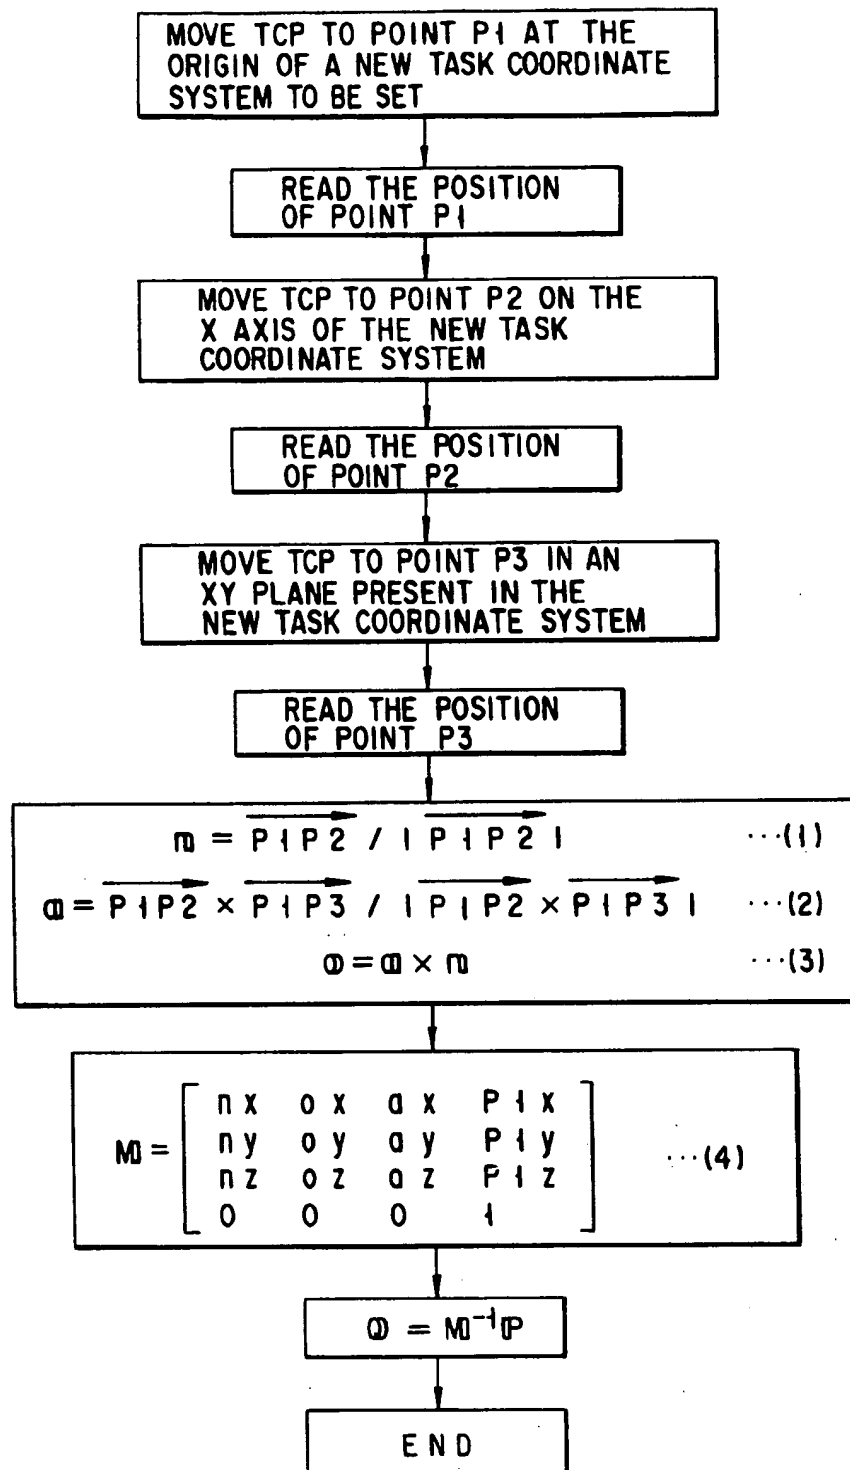 MOVE TCP TO POINT P1 AT THE
ORIGIN OF A NEW TASK COORDINATE
SYSTEM TO BE SET
READ THE POSITION
OF POINT P1
MOVE TCP TO POINT P2 ON THE
X AXIS OF THE NEW TASK
COORDINATE SYSTEM
READ THE POSITION
OF POINT P2
MOVE TCP TO POINT P3 IN AN
XY PLANE PRESENT IN THE
NEW TASK COORDINATE SYSTEM
READ THE POSITION
OF POINT P3
n = P1P2 / | P1P2 | ···(1)
a = P1P2 × P1P3 / | P1P2 × P1P3 | ···(2)
o = a × n ···(3)
nx ox ax P1x
ny oy ay P1y
M = nz oz az P1z ···(4)
0 0 0 1
= M⁻¹P
END